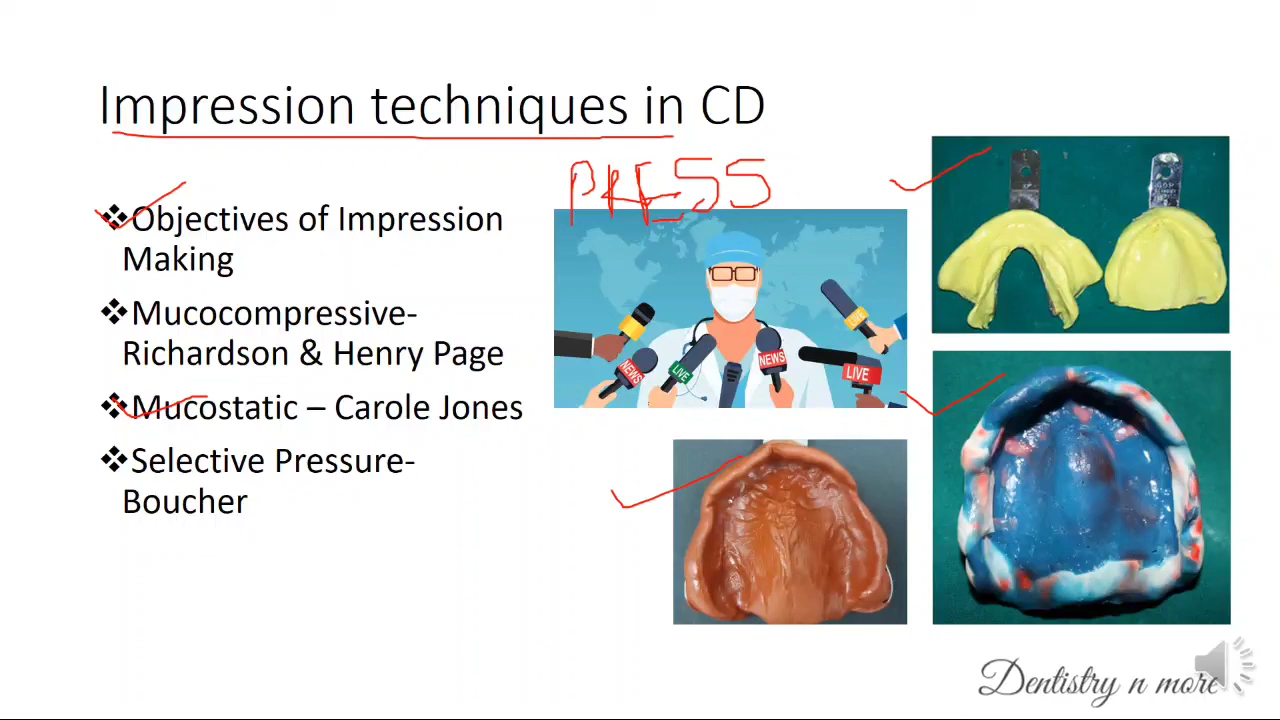 Impression techniques in CD
PRESS
❖Objectives of Impression
Making
❖Mucocompressive-
Richardson & Henry Page
❖Mucostatic – Carole Jones
❖Selective Pressure-
Boucher
LIVE
NEWS
LIVE
NEWS
LIVE
Dentistry n more